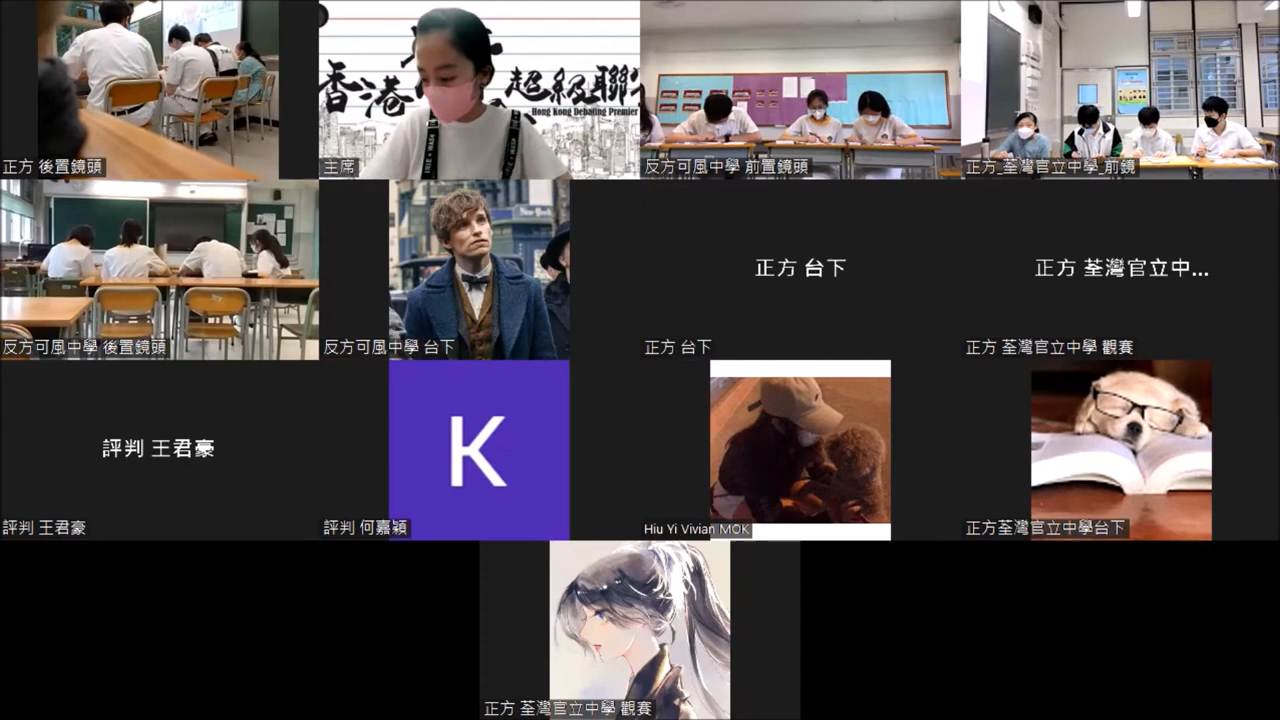 正方 後置鏡頭
香港
超級聯
Hong Kong Debating Premier
主席
反方可風中學 前置鏡頭
正方_荃灣官立中學_前鏡
反方可風中學 後置鏡頭
New York
反方可風中學 台下
正方 台下
正方 台下
正方 荃灣官立中...
正方 荃灣官立中學 觀賽
評判 王君豪
評判 王君豪
K
評判 何嘉穎
Hiu Yi Vivian MOK
正方荃灣官立中學台下
正方 荃灣官立中學 觀賽